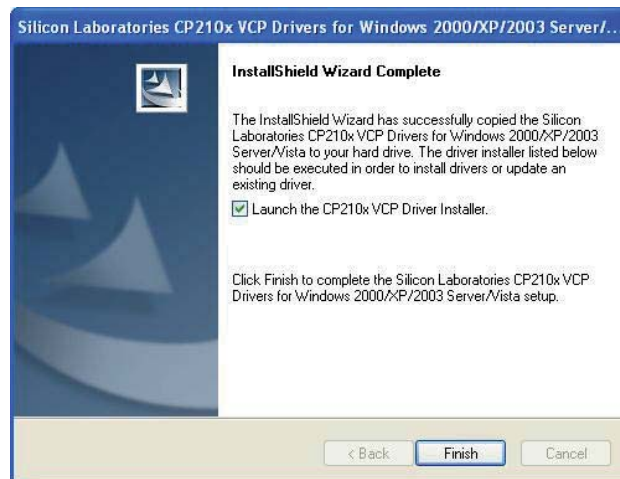 Silicon Laboratories CP210x VCP Drivers for Windows 2000/XP/2003 Server/..
InstallShield Wizard Complete
The InstallShield Wizard has successfully copied the Silicon
Laboratories CP210x VCP Drivers for Windows 2000/XP/2003
Server/Vista to your hard drive. The driver installer listed below
should be executed in order to install drivers or update an
existing driver.
Launch the CP210x VCP Driver Installer.
Click Finish to complete the Silicon Laboratories CP210x VCP
Drivers for Windows 2000/XP/2003 Server/Vista setup.
< Back
Finish
Cancel